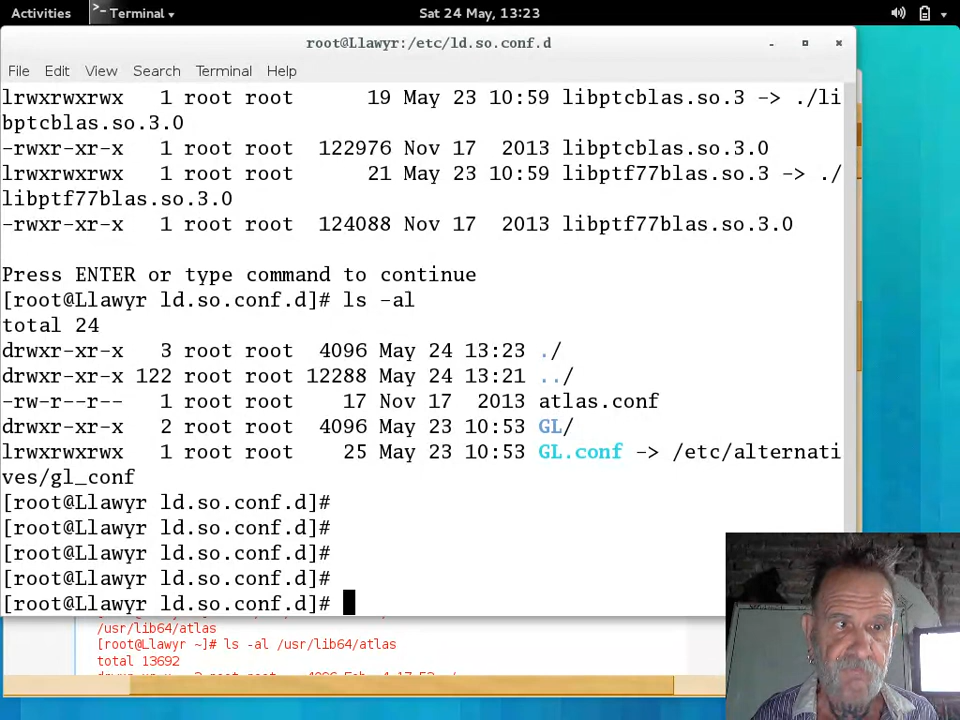 Activities
Terminal
Sat 24 May, 13:23
root@Llawyr:/etc/ld.so.conf.d
File Edit View Search Terminal Help
lrwxrwxrwx 1 root root 19 May 23 10:59 libptcblas.so.3 -> ./li
bptcblas.so.3.0
-rwxr-xr-x 1 root root 122976 Nov 17 2013 libptcblas.so.3.0
lrwxrwxrwx 1 root root 21 May 23 10:59 libptf77blas.so.3 -> ./
libptf77blas.so.3.0
-rwxr-xr-x 1 root root 124088 Nov 17 2013 libptf77blas.so.3.0
Press ENTER or type command to continue
[root@Llawyr ld.so.conf.d]# ls -al
total 24
drwxr-xr-x 3 root root 4096 May 24 13:23 ./
drwxr-xr-x 122 root root 12288 May 24 13:21 ../
-rw-r--r-- 1 root root 17 Nov 17 2013 atlas.conf
drwxr-xr-x 2 root root 4096 May 23 10:53 GL/
lrwxrwxrwx 1 root root 25 May 23 10:53 GL.conf -> /etc/alternati
ves/gl_conf
[root@Llawyr ld.so.conf.d]#
[root@Llawyr ld.so.conf.d]#
[root@Llawyr ld.so.conf.d]#
[root@Llawyr ld.so.conf.d]#
[root@Llawyr ld.so.conf.d]#
/usr/lib64/atlas
[root@Llawyr ~]# ls -al /usr/lib64/atlas
total 13692